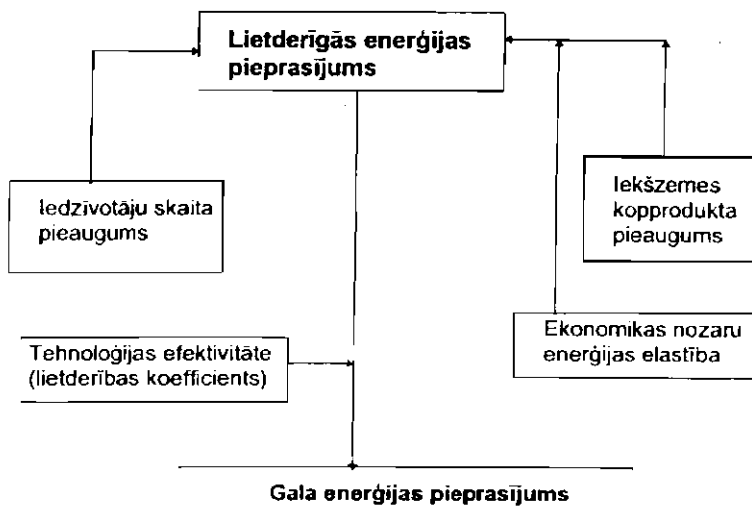 Lietderīgās enerģijas
pieprasījums
Iedzīvotāju skaita
pieaugums
Iekšzemes
kopprodukta
pieaugums
Tehnoloģijas efektivitāte
(lietderības koefficients)
Ekonomikas nozaru
enerģijas elastība
Gala enerģijas pieprasījums